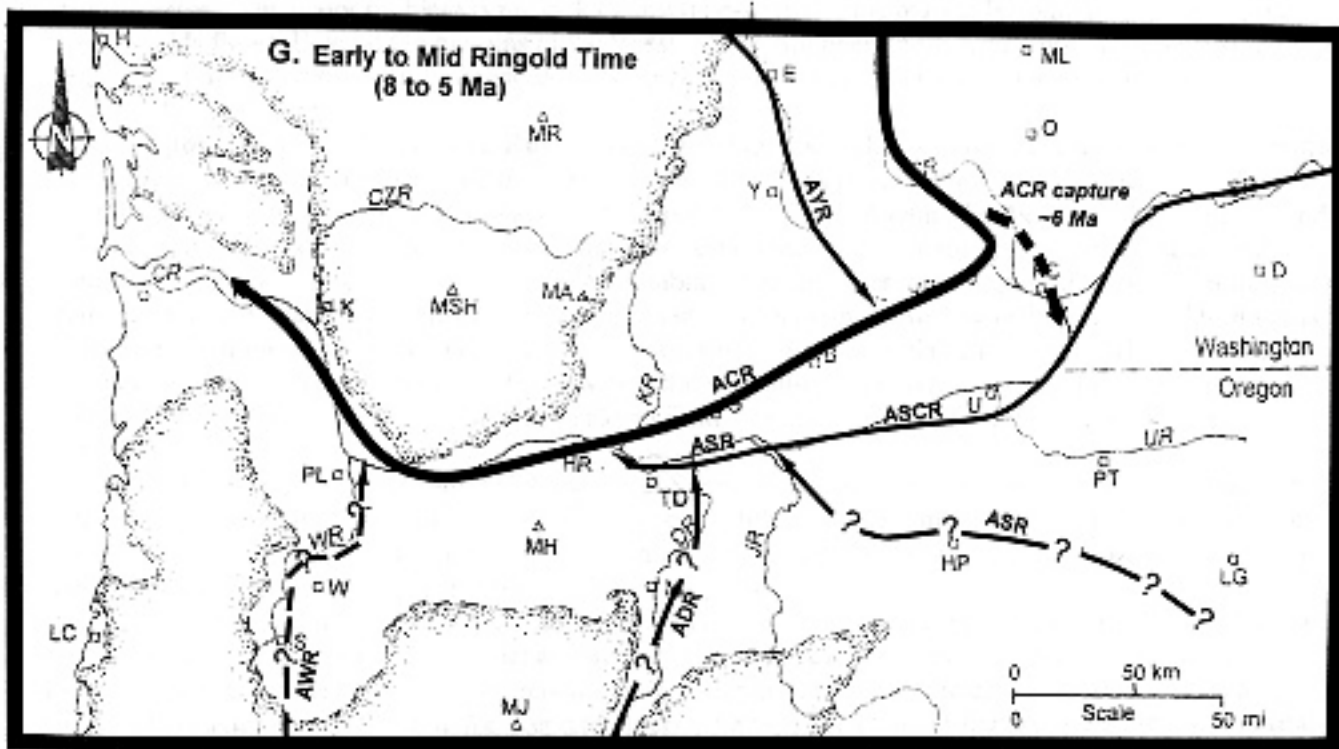 H
G. Early to Mid Ringold Time
(8 to 5 Ma)
ML
E
MR
O
N
CZR
Y
AYR
ACR capture
~6 Ma
CR
K
MSH
MA
D
Washington
Oregon
KR
ACR
U
ASCR
ASR
UR
PL
HR
TD
PT
WR
?
MH
DR
JR
?
?
ASR
?
?
?
HP
LG
W
?
ADR
LC
S
?
AWR
?
MJ
0 50 km
Scale
0 50 mi